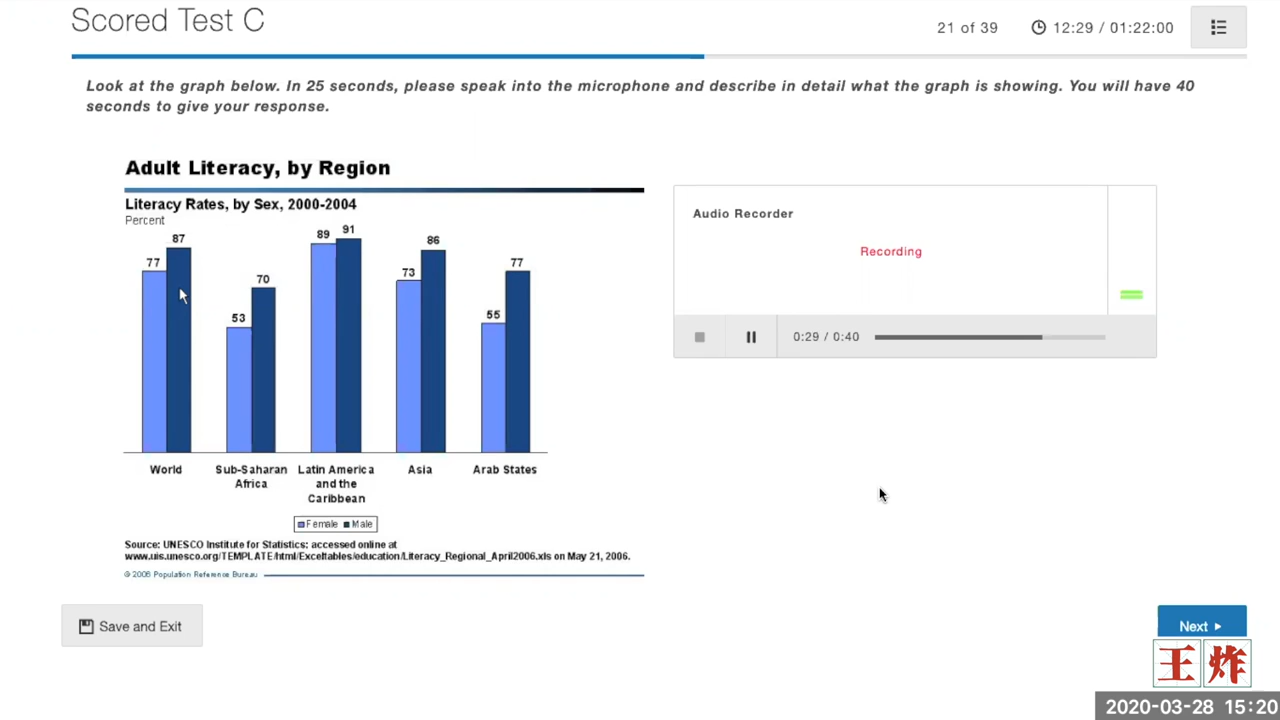 Scored Test C
21 of 39
12:29 / 01:22:00
Look at the graph below. In 25 seconds, please speak into the microphone and describe in detail what the graph is showing. You will have 40
seconds to give your response.
Adult Literacy, by Region
Literacy Rates, by Sex, 2000-2004
Percent
77
87
53
70
89
91
73
86
55
77
World
Sub-Saharan
Africa
Latin America
and the
Caribbean
Asia
Arab States
Female
Male
Source: UNESCO Institute for Statistics: accessed online at
www.uis.unesco.org/TEMPLATE/html/Exceltables/education/Literacy_Regional_April2006.xls on May 21, 2006.
© 2006 Population Reference Bureau
Audio Recorder
Recording
0:29 / 0:40
Save and Exit
Next
王炸
2020-03-28 15:20